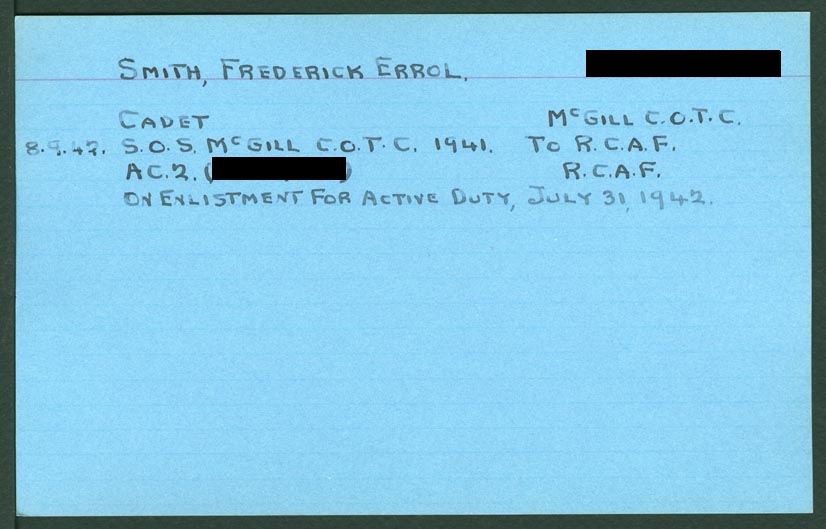 SMITH, FREDERICK ERROL.
CADET McGILL C.O.T.C.
8.9.42. S.O.S. McGILL C.O.T.C. 1941. TO R.C.A.F.
AC.2. ( ) R.C.A.F.
ON ENLISTMENT FOR ACTIVE DUTY, JULY 31, 1942.